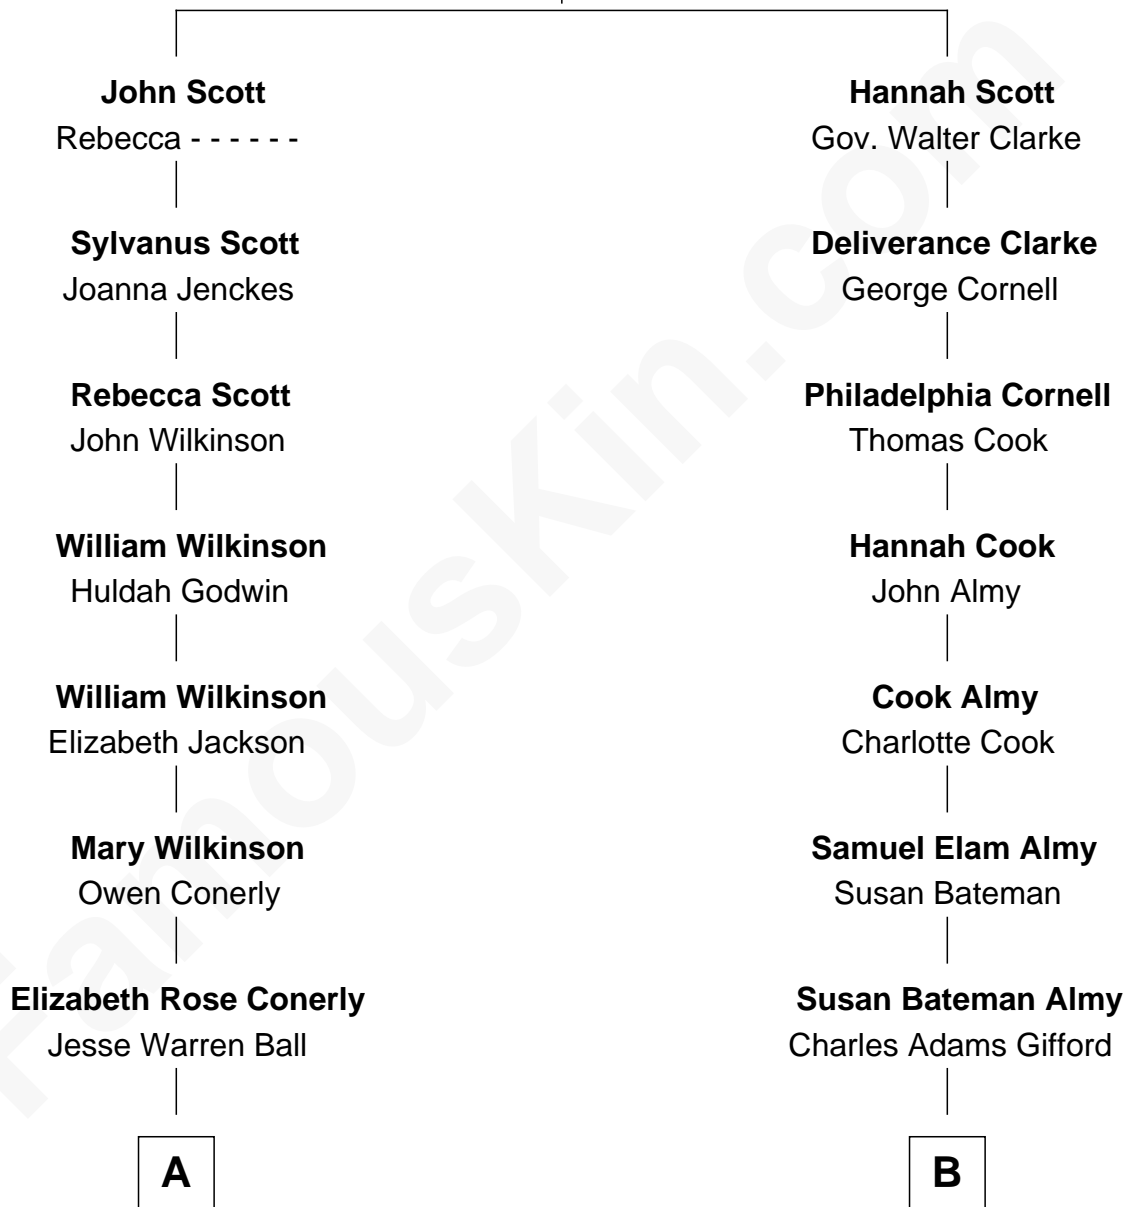 John Scott
Rebecca - - - - - -
Sylvanus Scott
Joanna Jenckes
Rebecca Scott
John Wilkinson
William Wilkinson
Huldah Godwin
William Wilkinson
Elizabeth Jackson
Mary Wilkinson
Owen Conerly
Elizabeth Rose Conerly
Jesse Warren Ball
A
Hannah Scott
Gov. Walter Clarke
Deliverance Clarke
George Cornell
Philadelphia Cornell
Thomas Cook
Hannah Cook
John Almy
Cook Almy
Charlotte Cook
Samuel Elam Almy
Susan Bateman
Susan Bateman Almy
Charles Adams Gifford
B
FamousKin.com